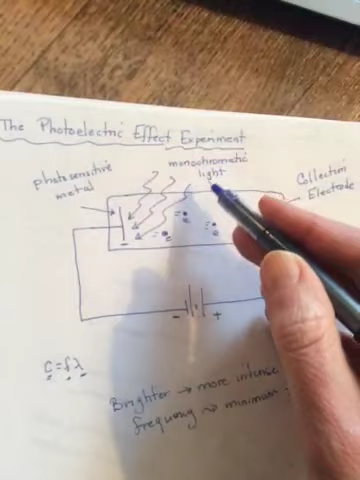 The Photoelectric Effect Experiment
monochromatic
light
photosensitive
metal
Collection
Electrode
e
e
e
-
- +
c = fλ
Brighter → more intense
frequency → minimum